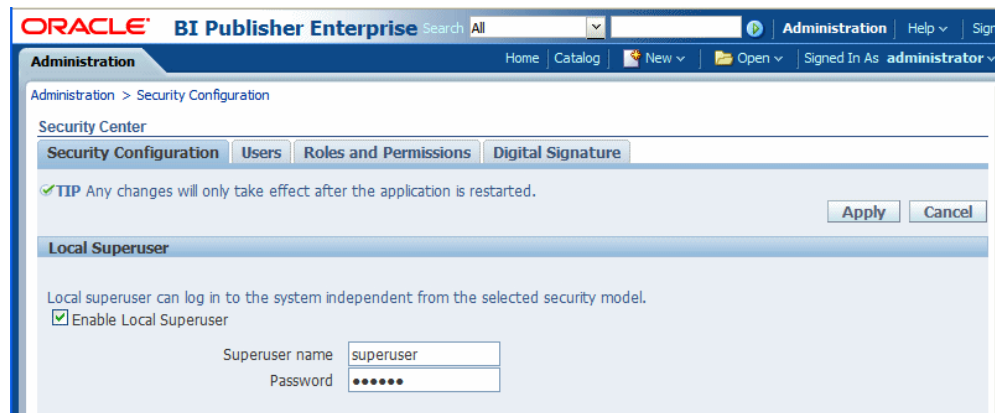 ORACLE BI Publisher Enterprise Search All Administration Help Sign
Administration Home Catalog New Open Signed In As administrator
Administration > Security Configuration
Security Center
Security Configuration Users Roles and Permissions Digital Signature
TIP Any changes will only take effect after the application is restarted.
Apply Cancel
Local Superuser
Local superuser can log in to the system independent from the selected security model.
Enable Local Superuser
Superuser name superuser
Password ••••••